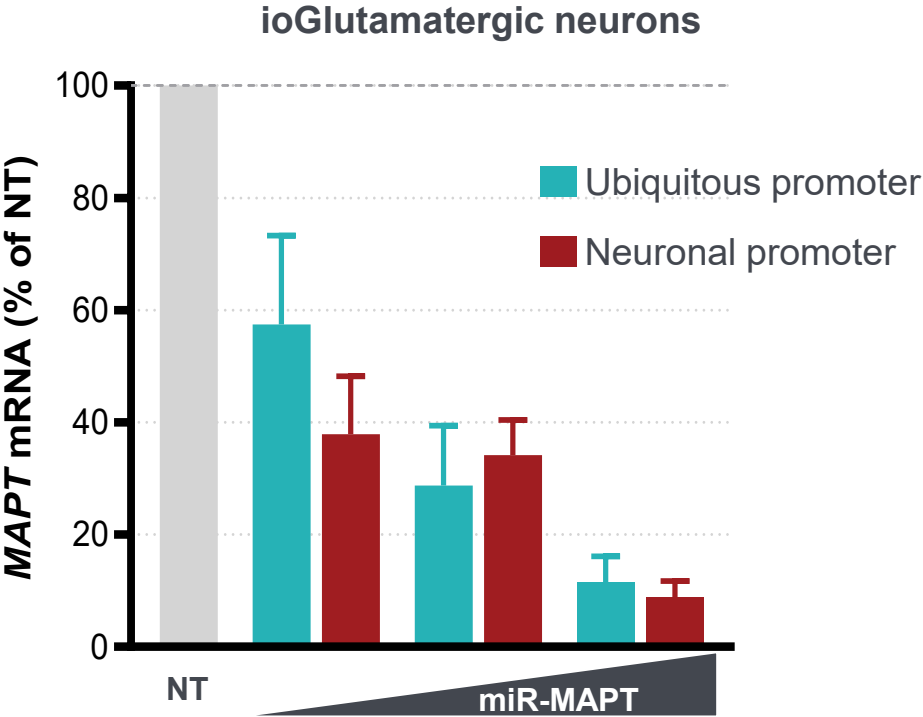 ioGlutamatergic neurons
MAPT mRNA (% of NT)
100
80
60
40
20
0
Ubiquitous promoter
Neuronal promoter
NT
miR-MAPT